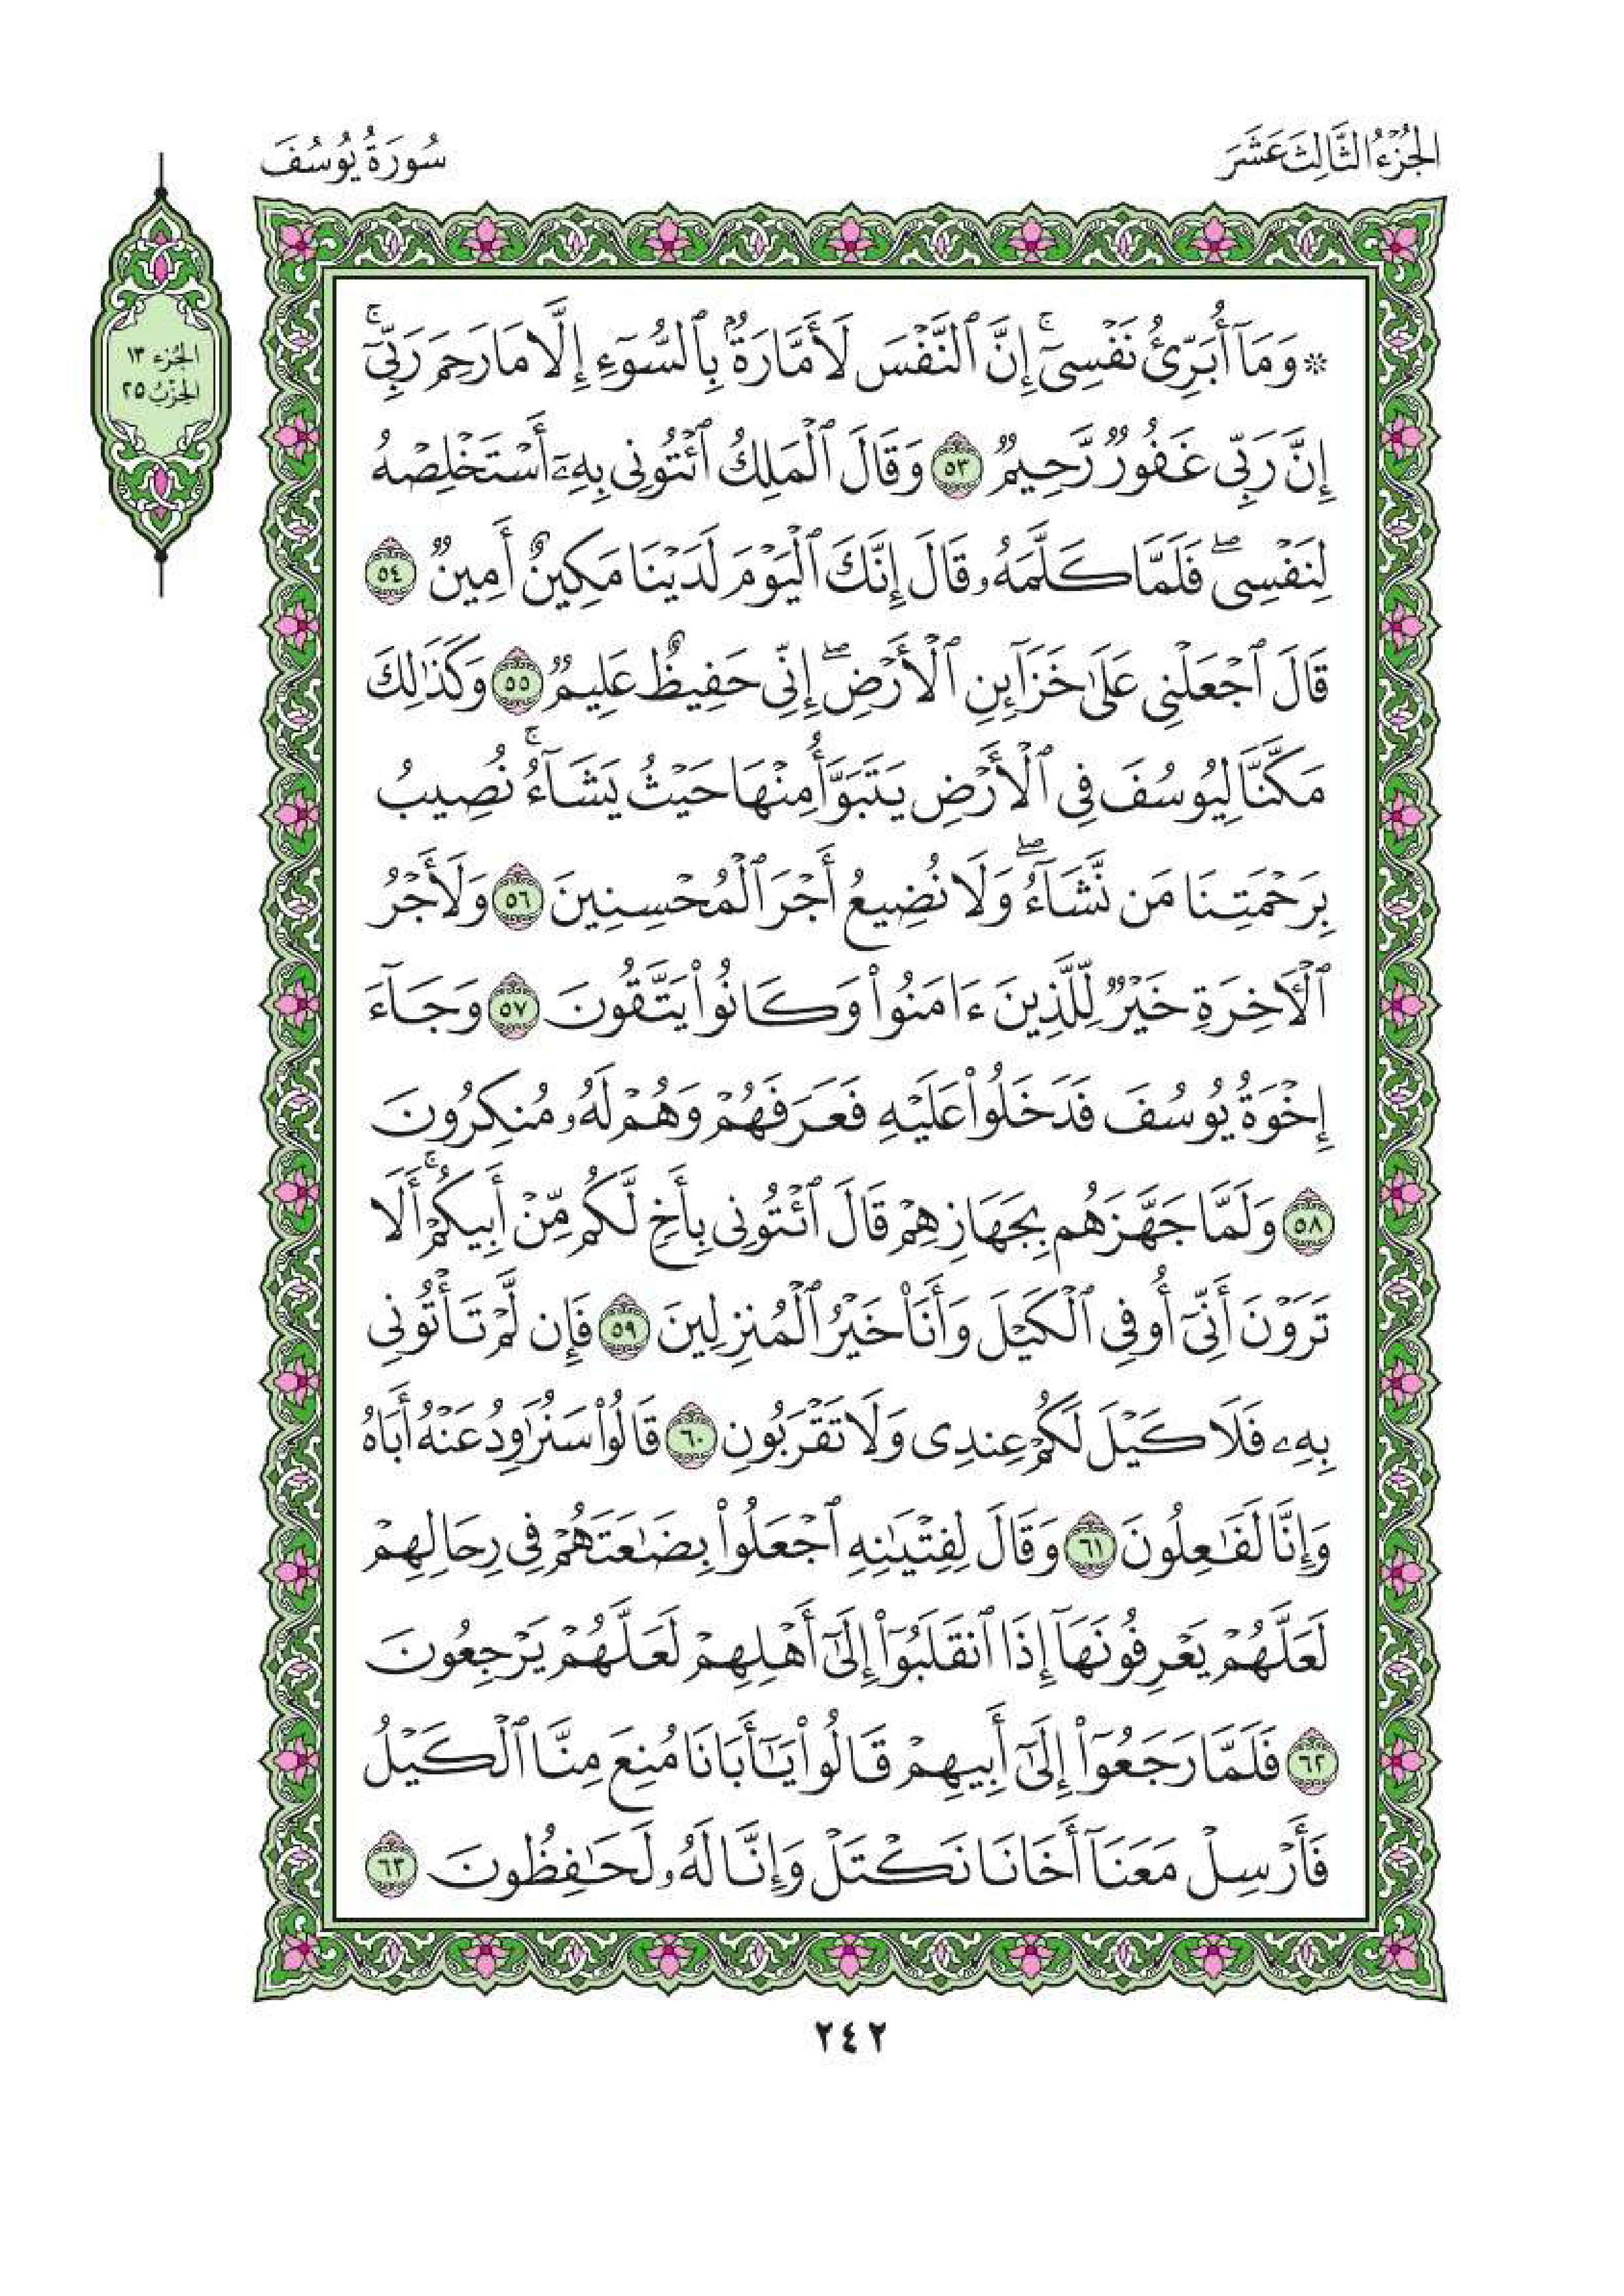 الجُزْءُ الثَّالِثَ عَشَرَ
سُورَةُ يُوسُفَ
الجُزْء ١٣
الحِزْبُ ٢٥
۞ وَمَآ أُبَرِّئُ نَفْسِىٓۚ إِنَّ ٱلنَّفْسَ لَأَمَّارَةُۢ بِٱلسُّوٓءِ إِلَّا مَا رَحِمَ رَبِّىٓۚ
إِنَّ رَبِّى غَفُورٌ رَّحِيمٌ ٥٣ وَقَالَ ٱلْمَلِكُ ٱئْتُونِى بِهِۦٓ أَسْتَخْلِصْهُ
لِنَفْسِىۖ فَلَمَّا كَلَّمَهُۥ قَالَ إِنَّكَ ٱلْيَوْمَ لَدَيْنَا مَكِينٌ أَمِينٌ ٥٤
قَالَ ٱجْعَلْنِى عَلَىٰ خَزَآئِنِ ٱلْأَرْضِۖ إِنِّى حَفِيظٌ عَلِيمٌ ٥٥ وَكَذَٰلِكَ
مَكَّنَّا لِيُوسُفَ فِى ٱلْأَرْضِ يَتَبَوَّأُ مِنْهَا حَيْثُ يَشَآءُۚ نُصِيبُ
بِرَحْمَتِنَا مَن نَّشَآءُۖ وَلَا نُضِيعُ أَجْرَ ٱلْمُحْسِنِينَ ٥٦ وَلَأَجْرُ
ٱلْءَاخِرَةِ خَيْرٌ لِّلَّذِينَ ءَامَنُوا۟ وَكَانُوا۟ يَتَّقُونَ ٥٧ وَجَآءَ
إِخْوَةُ يُوسُفَ فَدَخَلُوا۟ عَلَيْهِ فَعَرَفَهُمْ وَهُمْ لَهُۥ مُنكِرُونَ
٥٨ وَلَمَّا جَهَّزَهُم بِجَهَازِهِمْ قَالَ ٱئْتُونِى بِأَخٍ لَّكُم مِّنْ أَبِيكُمْۚ أَلَا
تَرَوْنَ أَنِّىٓ أُوفِى ٱلْكَيْلَ وَأَنَا۠ خَيْرُ ٱلْمُنزِلِينَ ٥٩ فَإِن لَّمْ تَأْتُونِى
بِهِۦ فَلَا كَيْلَ لَكُمْ عِندِى وَلَا تَقْرَبُونِ ٦٠ قَالُوا۟ سَنُرَٰوِدُ عَنْهُ أَبَاهُ
وَإِنَّا لَفَٰعِلُونَ ٦١ وَقَالَ لِفِتْيَٰنِهِ ٱجْعَلُوا۟ بِضَٰعَتَهُمْ فِى رِحَالِهِمْ
لَعَلَّهُمْ يَعْرِفُونَهَآ إِذَا ٱنقَلَبُوٓا۟ إِلَىٰٓ أَهْلِهِمْ لَعَلَّهُمْ يَرْجِعُونَ
٦٢ فَلَمَّا رَجَعُوٓا۟ إِلَىٰٓ أَبِيهِمْ قَالُوا۟ يَٰٓأَبَانَا مُنِعَ مِنَّا ٱلْكَيْلُ
فَأَرْسِلْ مَعَنَآ أَخَانَا نَكْتَلْ وَإِنَّا لَهُۥ لَحَٰفِظُونَ ٦٣
٢٤٢